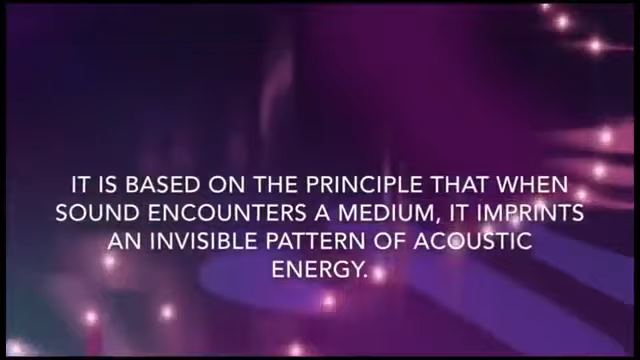 IT IS BASED ON THE PRINCIPLE THAT WHEN
SOUND ENCOUNTERS A MEDIUM, IT IMPRINTS
AN INVISIBLE PATTERN OF ACOUSTIC
ENERGY.